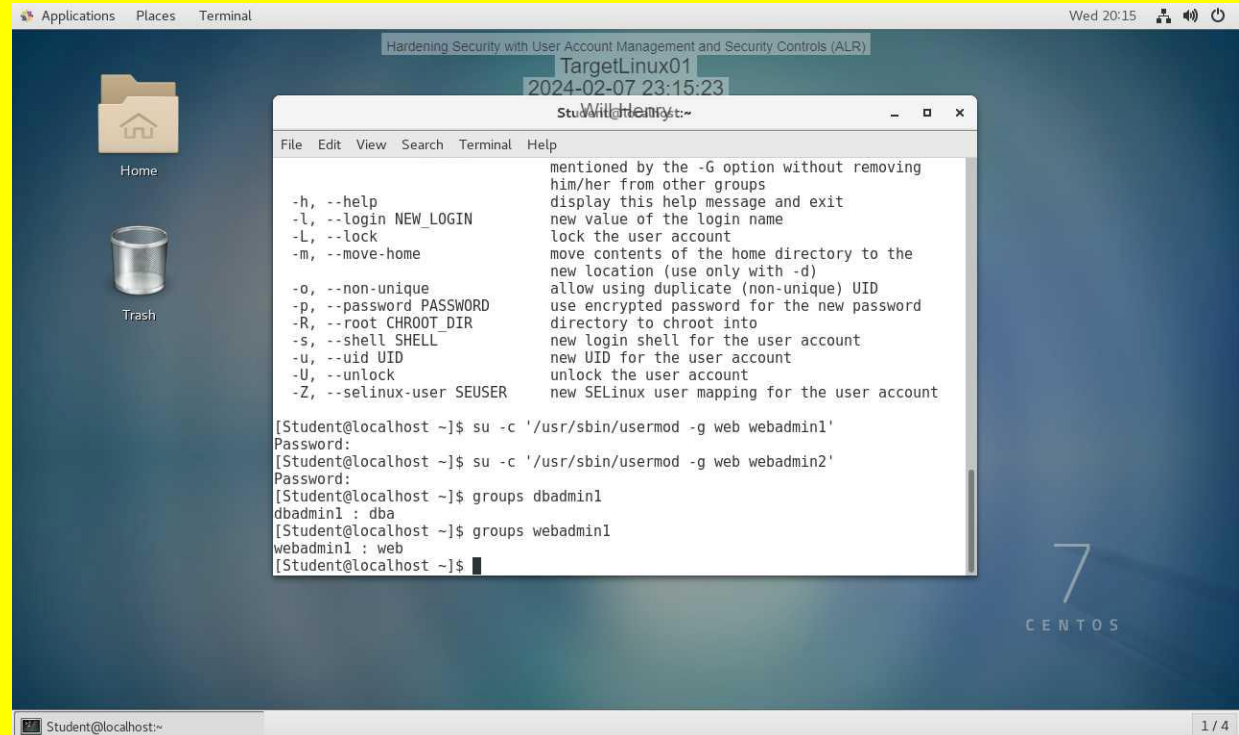 Applications Places Terminal Wed 20:15
Hardening Security with User Account Management and Security Controls (ALR)
TargetLinux01
2024-02-07 23:15:23
Will Henry
Student@localhost:~
File Edit View Search Terminal Help
mentioned by the -G option without removing
him/her from other groups
-h, --help display this help message and exit
-l, --login NEW_LOGIN new value of the login name
-L, --lock lock the user account
-m, --move-home move contents of the home directory to the
new location (use only with -d)
-o, --non-unique allow using duplicate (non-unique) UID
-p, --password PASSWORD use encrypted password for the new password
-R, --root CHROOT_DIR directory to chroot into
-s, --shell SHELL new login shell for the user account
-u, --uid UID new UID for the user account
-U, --unlock unlock the user account
-Z, --selinux-user SEUSER new SELinux user mapping for the user account
[Student@localhost ~]$ su -c '/usr/sbin/usermod -g web webadmin1'
Password:
[Student@localhost ~]$ su -c '/usr/sbin/usermod -g web webadmin2'
Password:
[Student@localhost ~]$ groups dbadmin1
dbadmin1 : dba
[Student@localhost ~]$ groups webadmin1
webadmin1 : web
[Student@localhost ~]$
Home
Trash
7
CENTOS
Student@localhost:~ 1 / 4